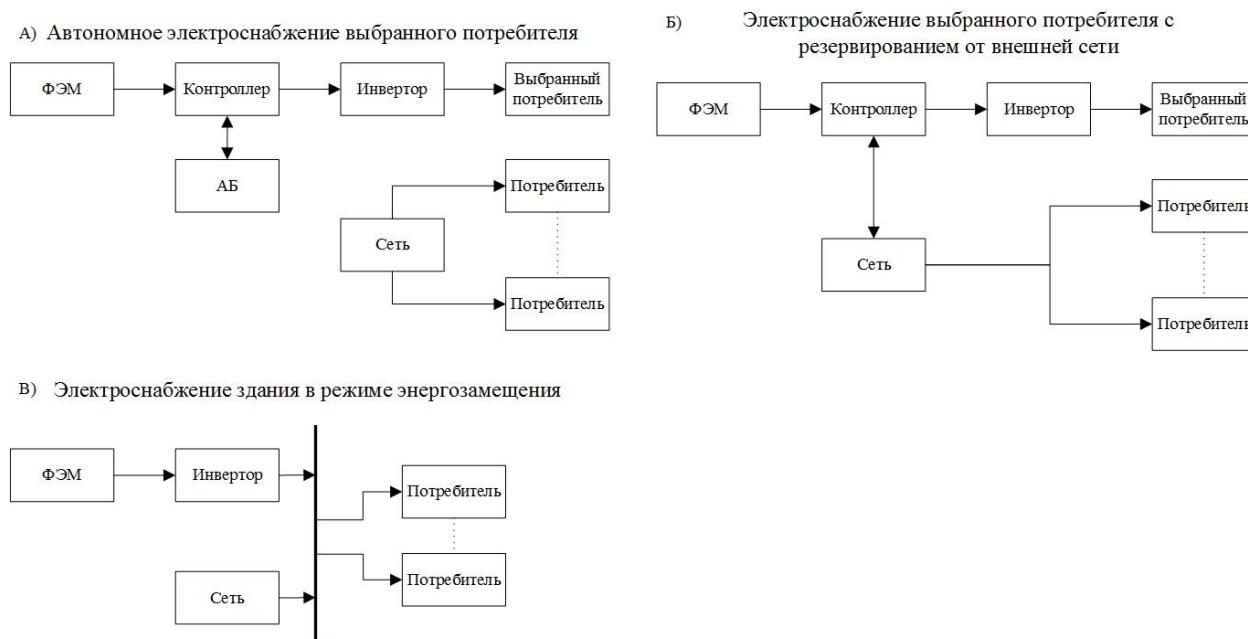 А) Автономное электроснабжение выбранного потребителя
ФЭМ
Контроллер
Инвертор
Выбранный
потребитель
АБ
Потребитель
Сеть
Потребитель
Б) Электроснабжение выбранного потребителя с
резервированием от внешней сети
ФЭМ
Контроллер
Инвертор
Выбранный
потребитель
Потребитель
Сеть
Потребитель
В) Электроснабжение здания в режиме энергозамещения
ФЭМ
Инвертор
Потребитель
Сеть
Потребитель